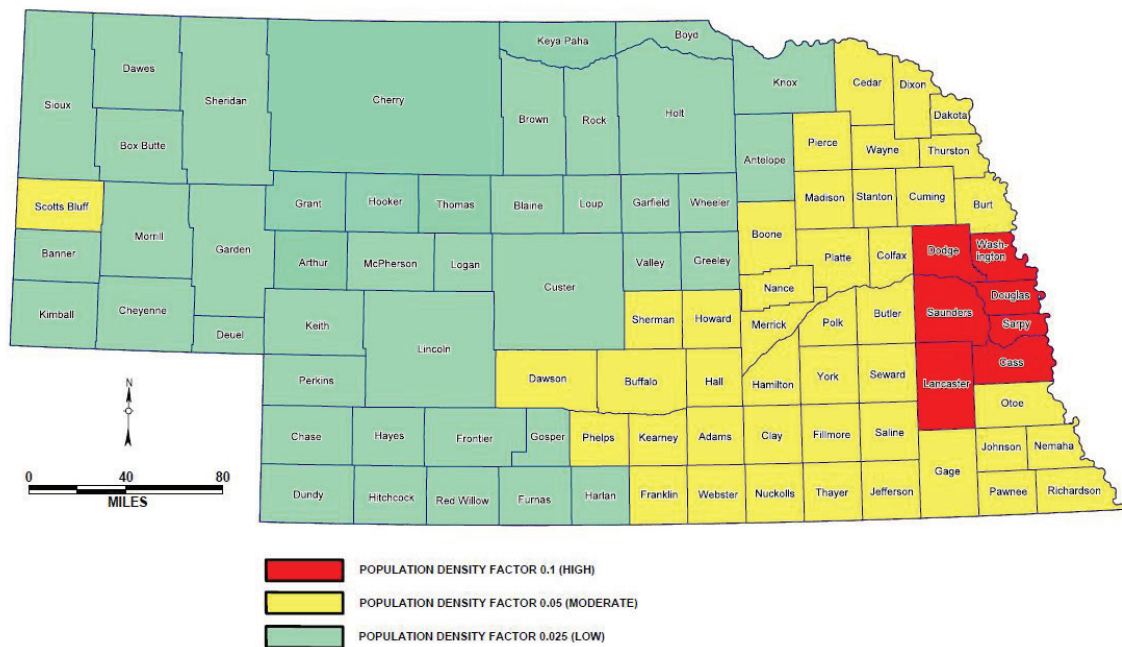 Keya Paha
Boyd
Dawes
Sioux
Sheridan
Cherry
Brown
Rock
Holt
Knox
Cedar
Dixon
Dakota
Box Butte
Antelope
Pierce
Wayne
Thurston
Scotts Bluff
Morrill
Garden
Grant
Hooker
Thomas
Blaine
Loup
Garfield
Wheeler
Madison
Stanton
Cuming
Burt
Banner
Arthur
McPherson
Logan
Custer
Valley
Greeley
Boone
Platte
Colfax
Dodge
Wash-
ington
Kimball
Cheyenne
Deuel
Keith
Lincoln
Sherman
Howard
Nance
Merrick
Polk
Butler
Saunders
Douglas
Sarpy
Perkins
Dawson
Buffalo
Hall
Hamilton
York
Seward
Lancaster
Cass
Otoe
Chase
Hayes
Frontier
Gosper
Phelps
Kearney
Adams
Clay
Fillmore
Saline
Gage
Johnson
Nemaha
Dundy
Hitchcock
Red Willow
Furnas
Harlan
Franklin
Webster
Nuckolls
Thayer
Jefferson
Pawnee
Richardson
N
0 40 80
MILES
POPULATION DENSITY FACTOR 0.1 (HIGH)
POPULATION DENSITY FACTOR 0.05 (MODERATE)
POPULATION DENSITY FACTOR 0.025 (LOW)